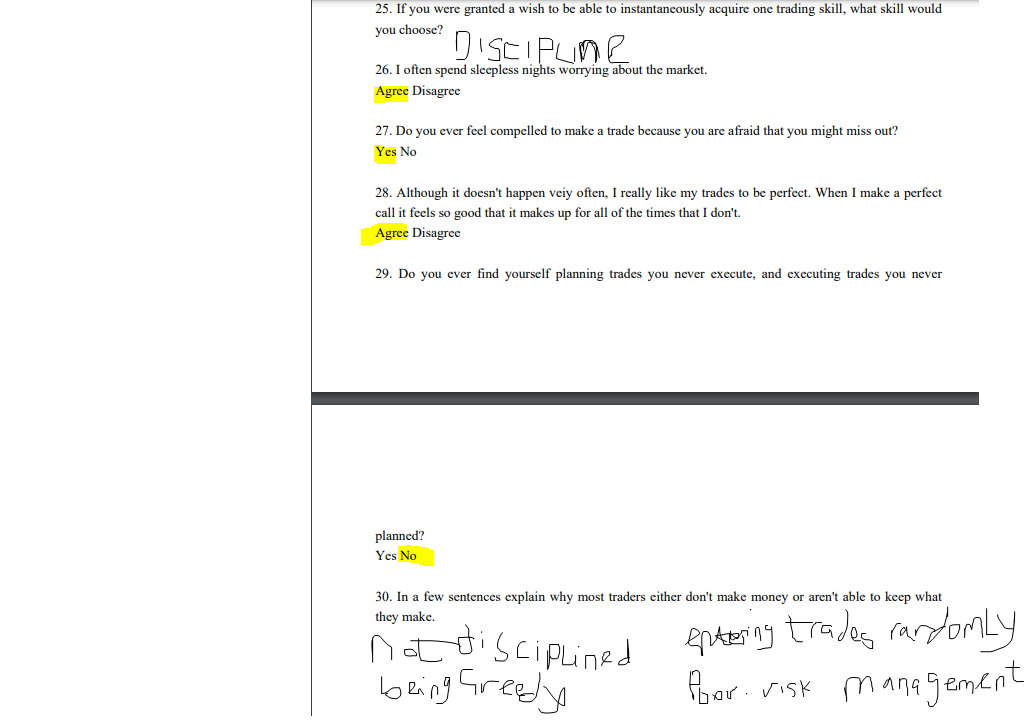 25. If you were granted a wish to be able to instantaneously acquire one trading skill, what skill would
you choose?
DISCIPLINE
26. I often spend sleepless nights worrying about the market.
Agree Disagree
27. Do you ever feel compelled to make a trade because you are afraid that you might miss out?
Yes No
28. Although it doesn't happen veiy often, I really like my trades to be perfect. When I make a perfect
call it feels so good that it makes up for all of the times that I don't.
Agree Disagree
29. Do you ever find yourself planning trades you never execute, and executing trades you never
planned?
Yes No
30. In a few sentences explain why most traders either don't make money or aren't able to keep what
they make.
Not disciplined
being Greedy
entering trades randomLy
Poor risk management